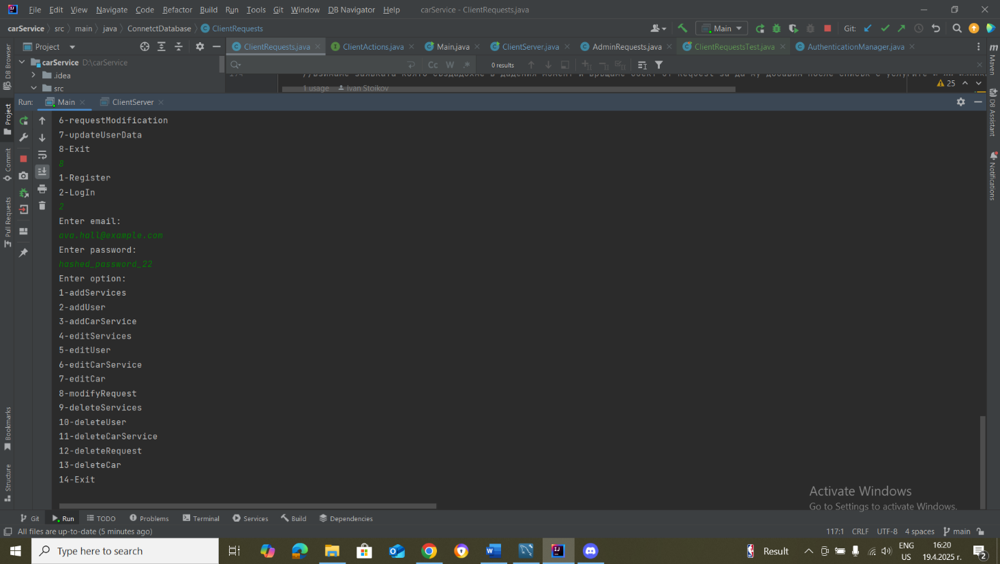 File Edit View Navigate Code Refactor Build Run Tools Git Window DB Navigator Help carService - ClientRequests.java
carService src main java ConnetctDatabase ClientRequests Main Git:
Project ClientRequests.java ClientActions.java Main.java ClientServer.java AdminRequests.java ClientRequestsTest.java AuthenticationManager.java
carService D:\carService Cc W .* 0 results
.idea
src 1 usage Ivan Stoikov 25
Run: Main ClientServer
6-requestModification
7-updateUserData
8-Exit
8
1-Register
2-LogIn
2
Enter email:
ava.hall@example.com
Enter password:
hashed_password_22
Enter option:
1-addServices
2-addUser
3-addCarService
4-editServices
5-editUser
6-editCarService
7-editCar
8-modifyRequest
9-deleteServices
10-deleteUser
11-deleteCarService
12-deleteRequest
13-deleteCar
14-Exit
DB Browser
Project
Commit
Pull Requests
Bookmarks
Structure
m
Maven
DB Assistant
Notifications
Activate Windows
Go to Settings to activate Windows.
Git Run TODO Problems Terminal Services Build Dependencies
All files are up-to-date (5 minutes ago) 117:1 CRLF UTF-8 4 spaces main
Type here to search Result ENG US 16:20 19.4.2025 г. 2